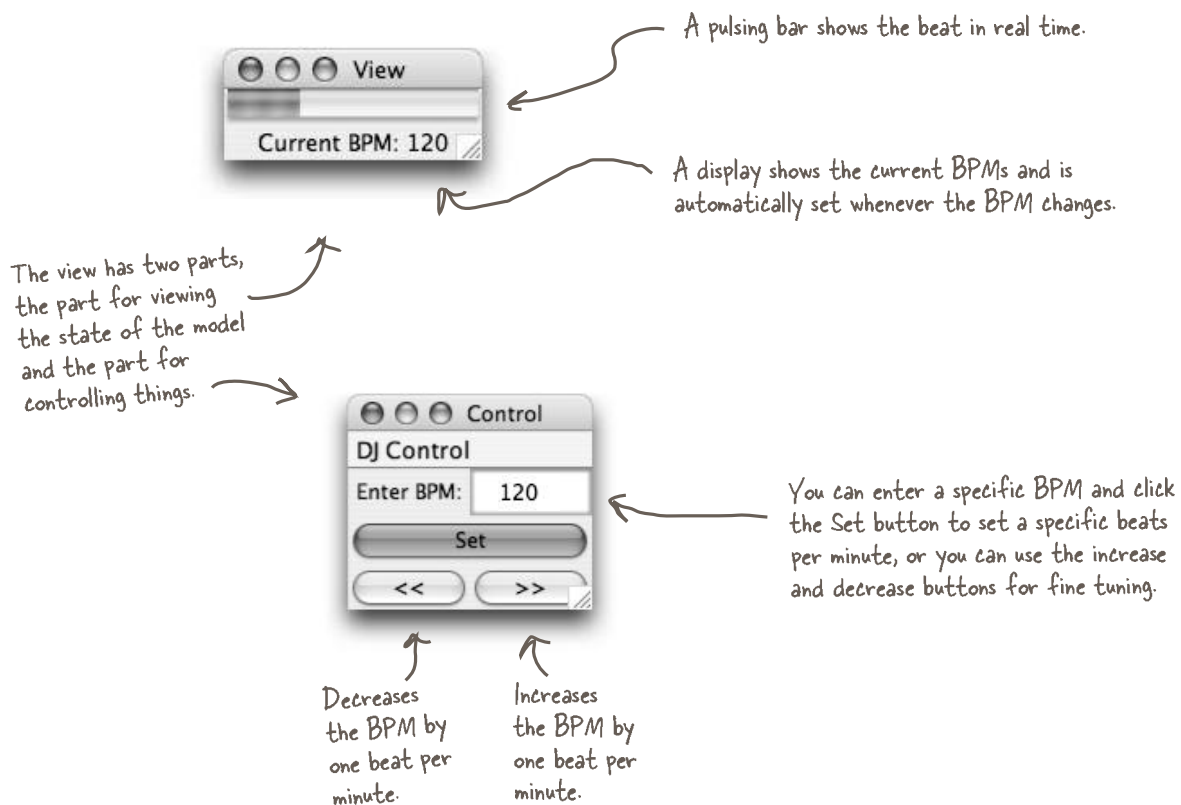 A pulsing bar shows the beat in real time.
View
Current BPM: 120
A display shows the current BPMs and is
automatically set whenever the BPM changes.
The view has two parts,
the part for viewing
the state of the model
and the part for
controlling things.
Control
DJ Control
Enter BPM: 120
Set
<< >>
You can enter a specific BPM and click
the Set button to set a specific beats
per minute, or you can use the increase
and decrease buttons for fine tuning.
Decreases
the BPM by
one beat per
minute.
Increases
the BPM by
one beat per
minute.